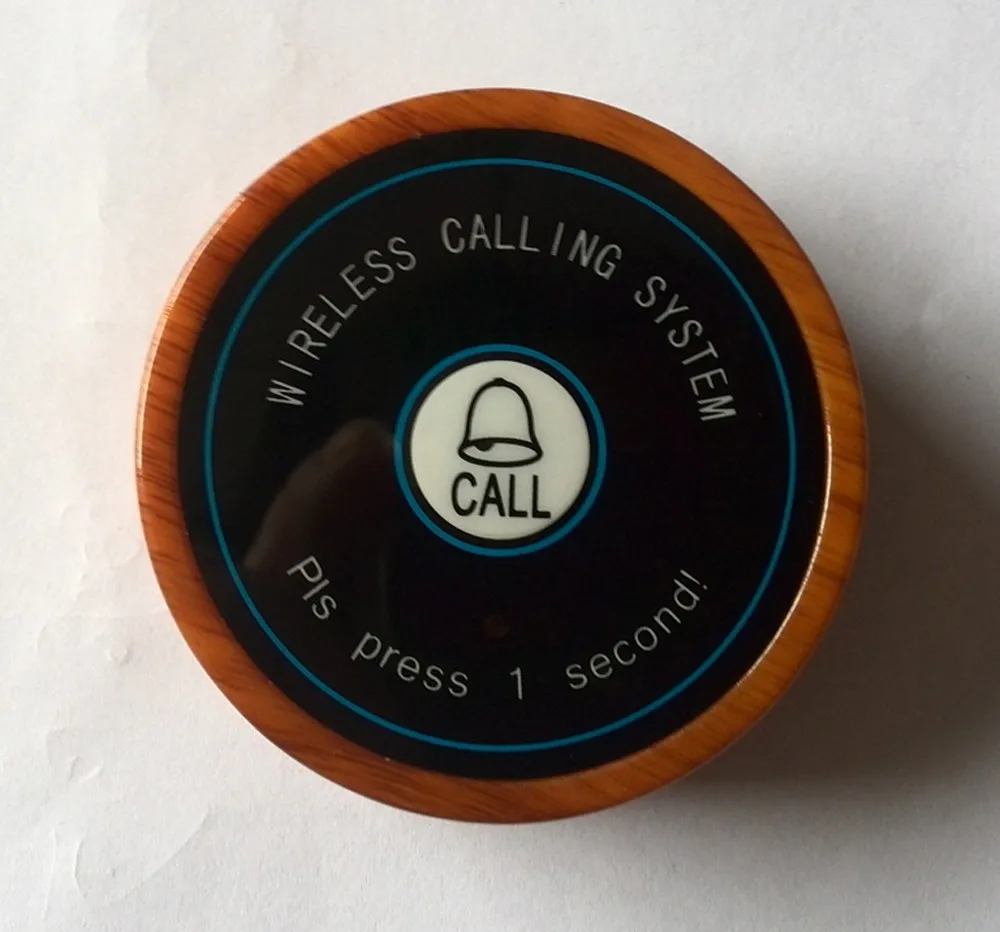 WIRELESS CALLING SYSTEM
CALL
Pls press 1 second!